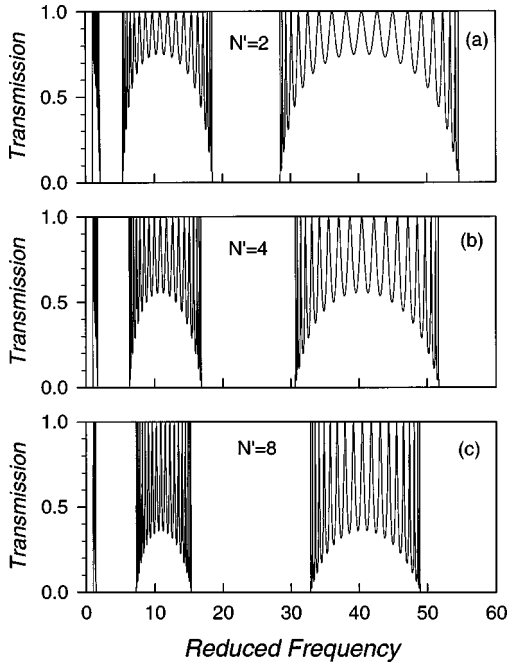 1.0
N'=2
(a)
Transmission
0.5
0.0
1.0
N'=4
(b)
Transmission
0.5
0.0
1.0
N'=8
(c)
Transmission
0.5
0.0
0 10 20 30 40 50 60
Reduced Frequency